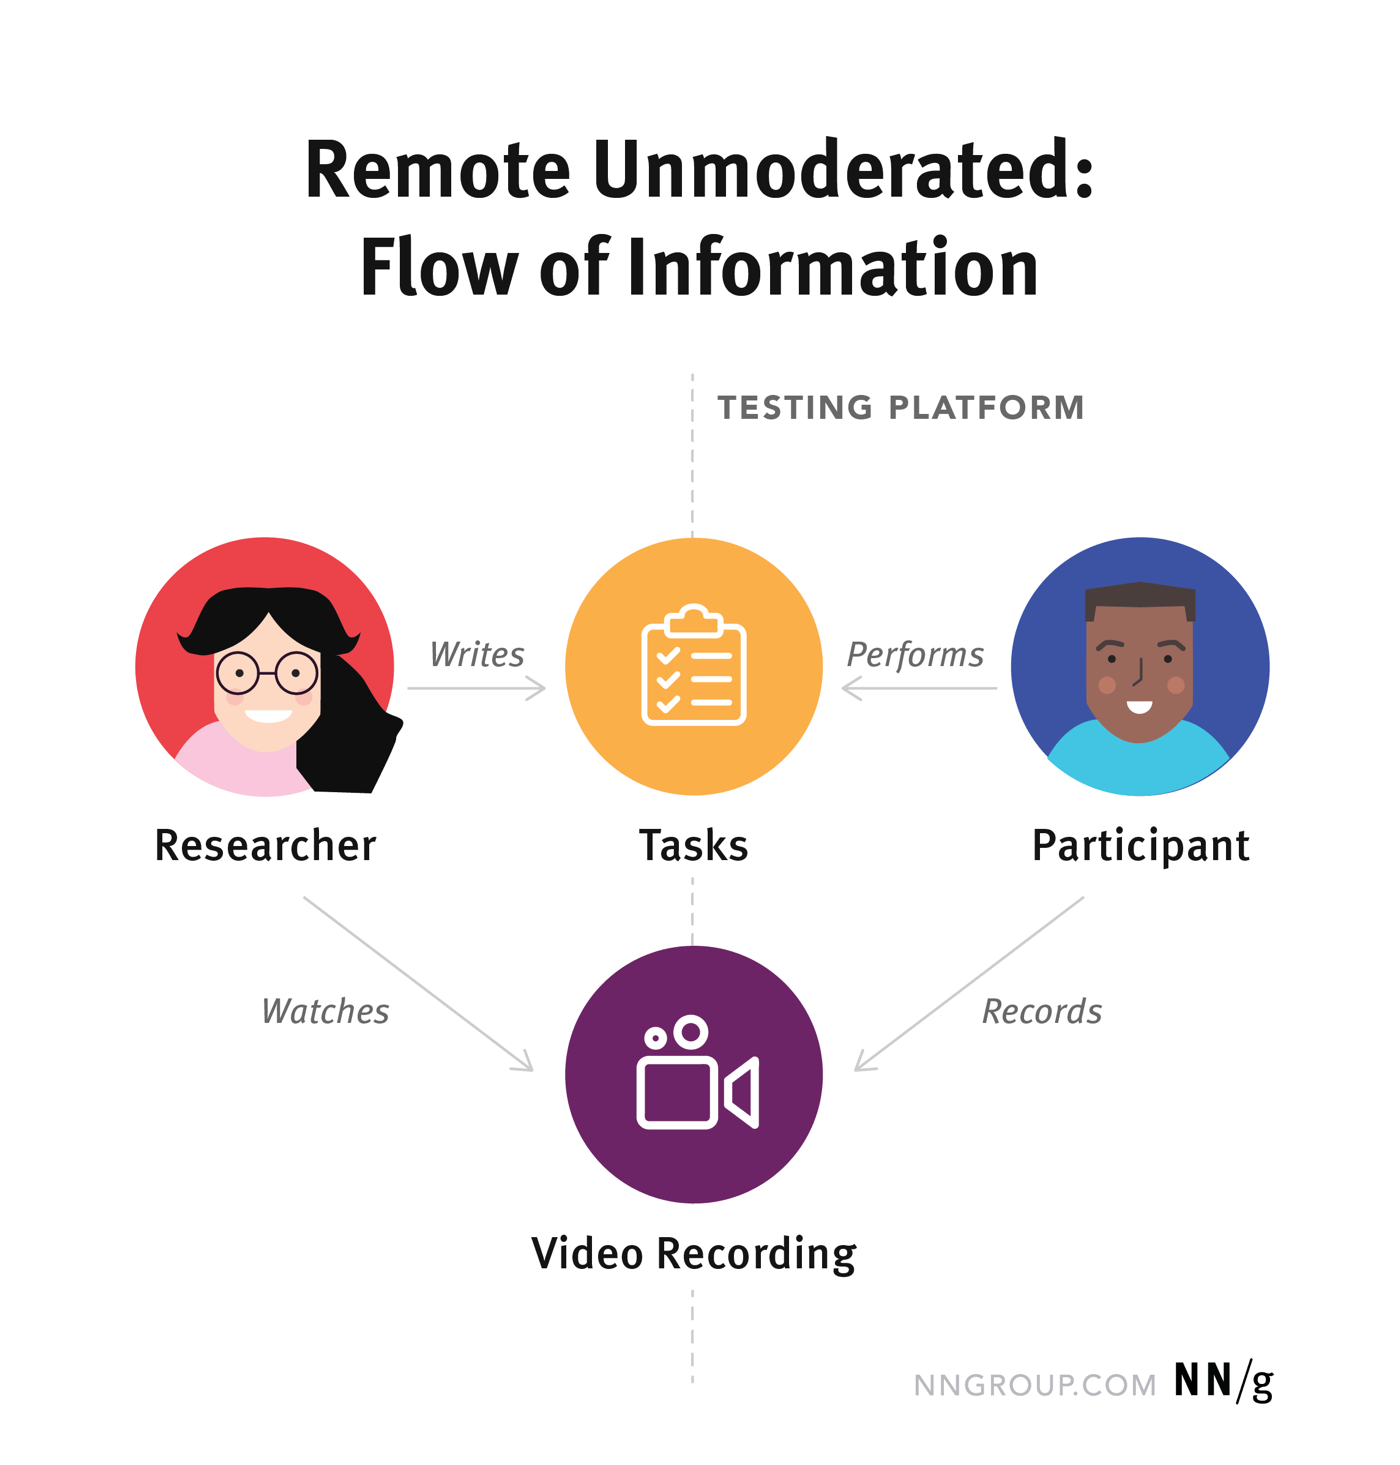 Remote Unmoderated:
Flow of Information
TESTING PLATFORM
Writes
Performs
Researcher
Tasks
Participant
Watches
Records
Video Recording
NNGROUP.COM NN/g